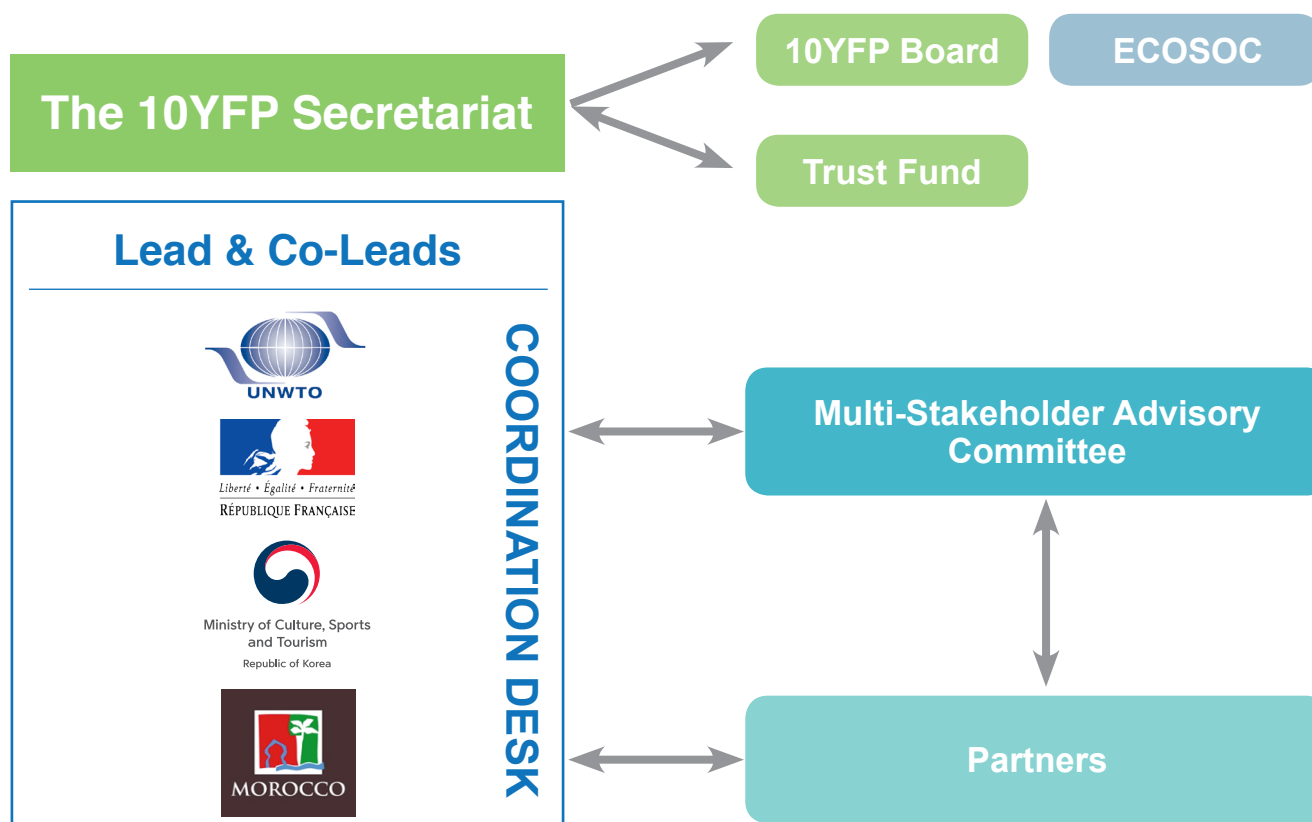 The 10YFP Secretariat
10YFP Board
ECOSOC
Trust Fund
Lead & Co-Leads
UNWTO
Liberté • Égalité • Fraternité
RÉPUBLIQUE FRANÇAISE
Ministry of Culture, Sports
and Tourism
Republic of Korea
MOROCCO
COORDINATION DESK
Multi-Stakeholder Advisory
Committee
Partners